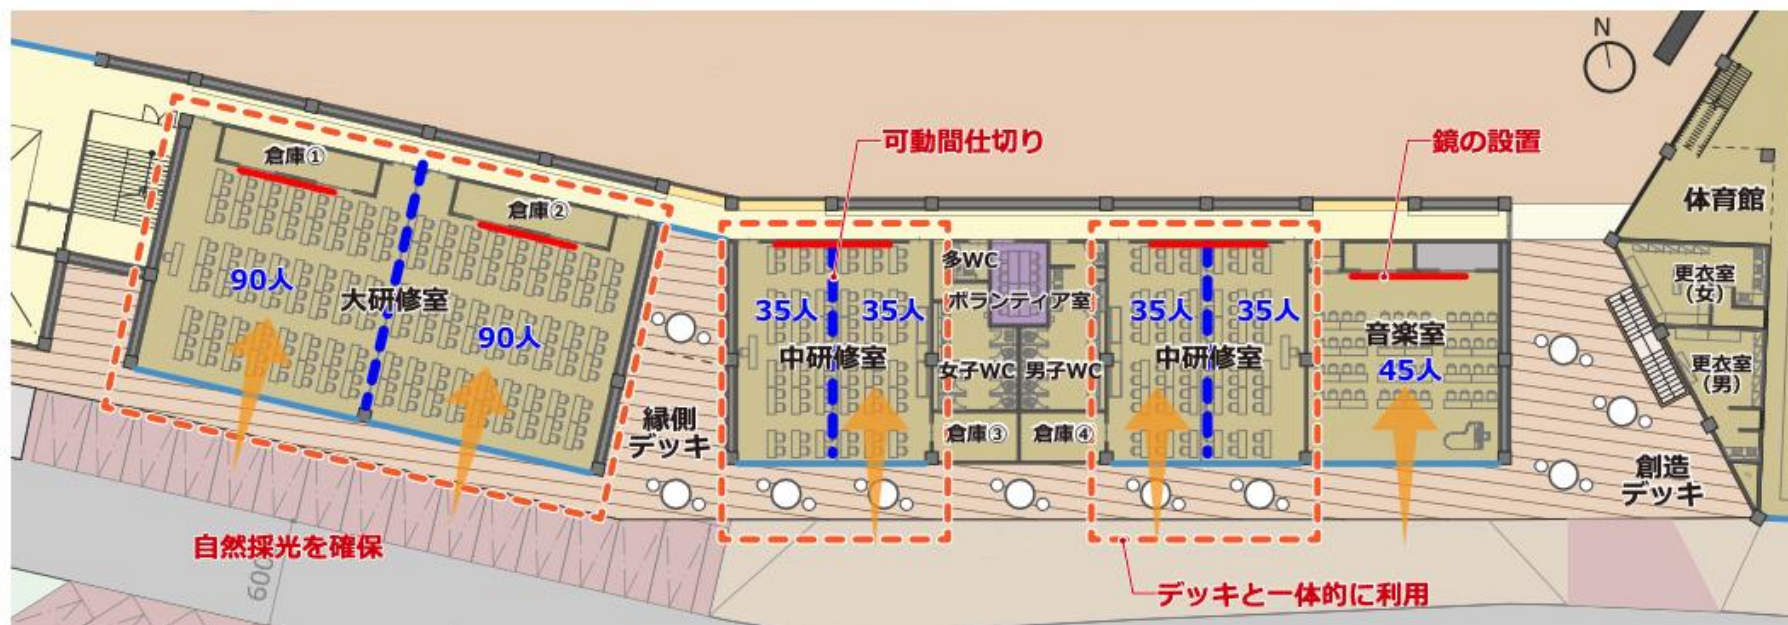 N
可動間仕切り
鏡の設置
体育館
倉庫①
倉庫②
90人
大研修室
90人
多WC
ボランティア室
35人
35人
中研修室
女子WC
男子WC
倉庫③
倉庫④
35人
35人
中研修室
音楽室
45人
更衣室
(女)
更衣室
(男)
縁側
デッキ
創造
デッキ
自然採光を確保
600
デッキと一体的に利用